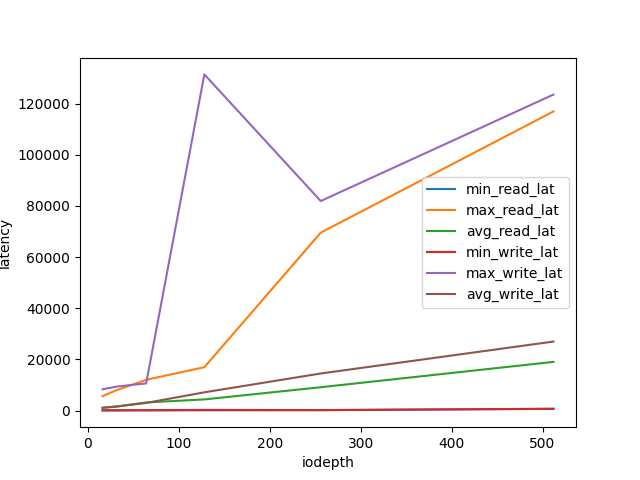 120000
100000
80000
60000
40000
20000
0
latency
0 100 200 300 400 500
iodepth
min_read_lat
max_read_lat
avg_read_lat
min_write_lat
max_write_lat
avg_write_lat